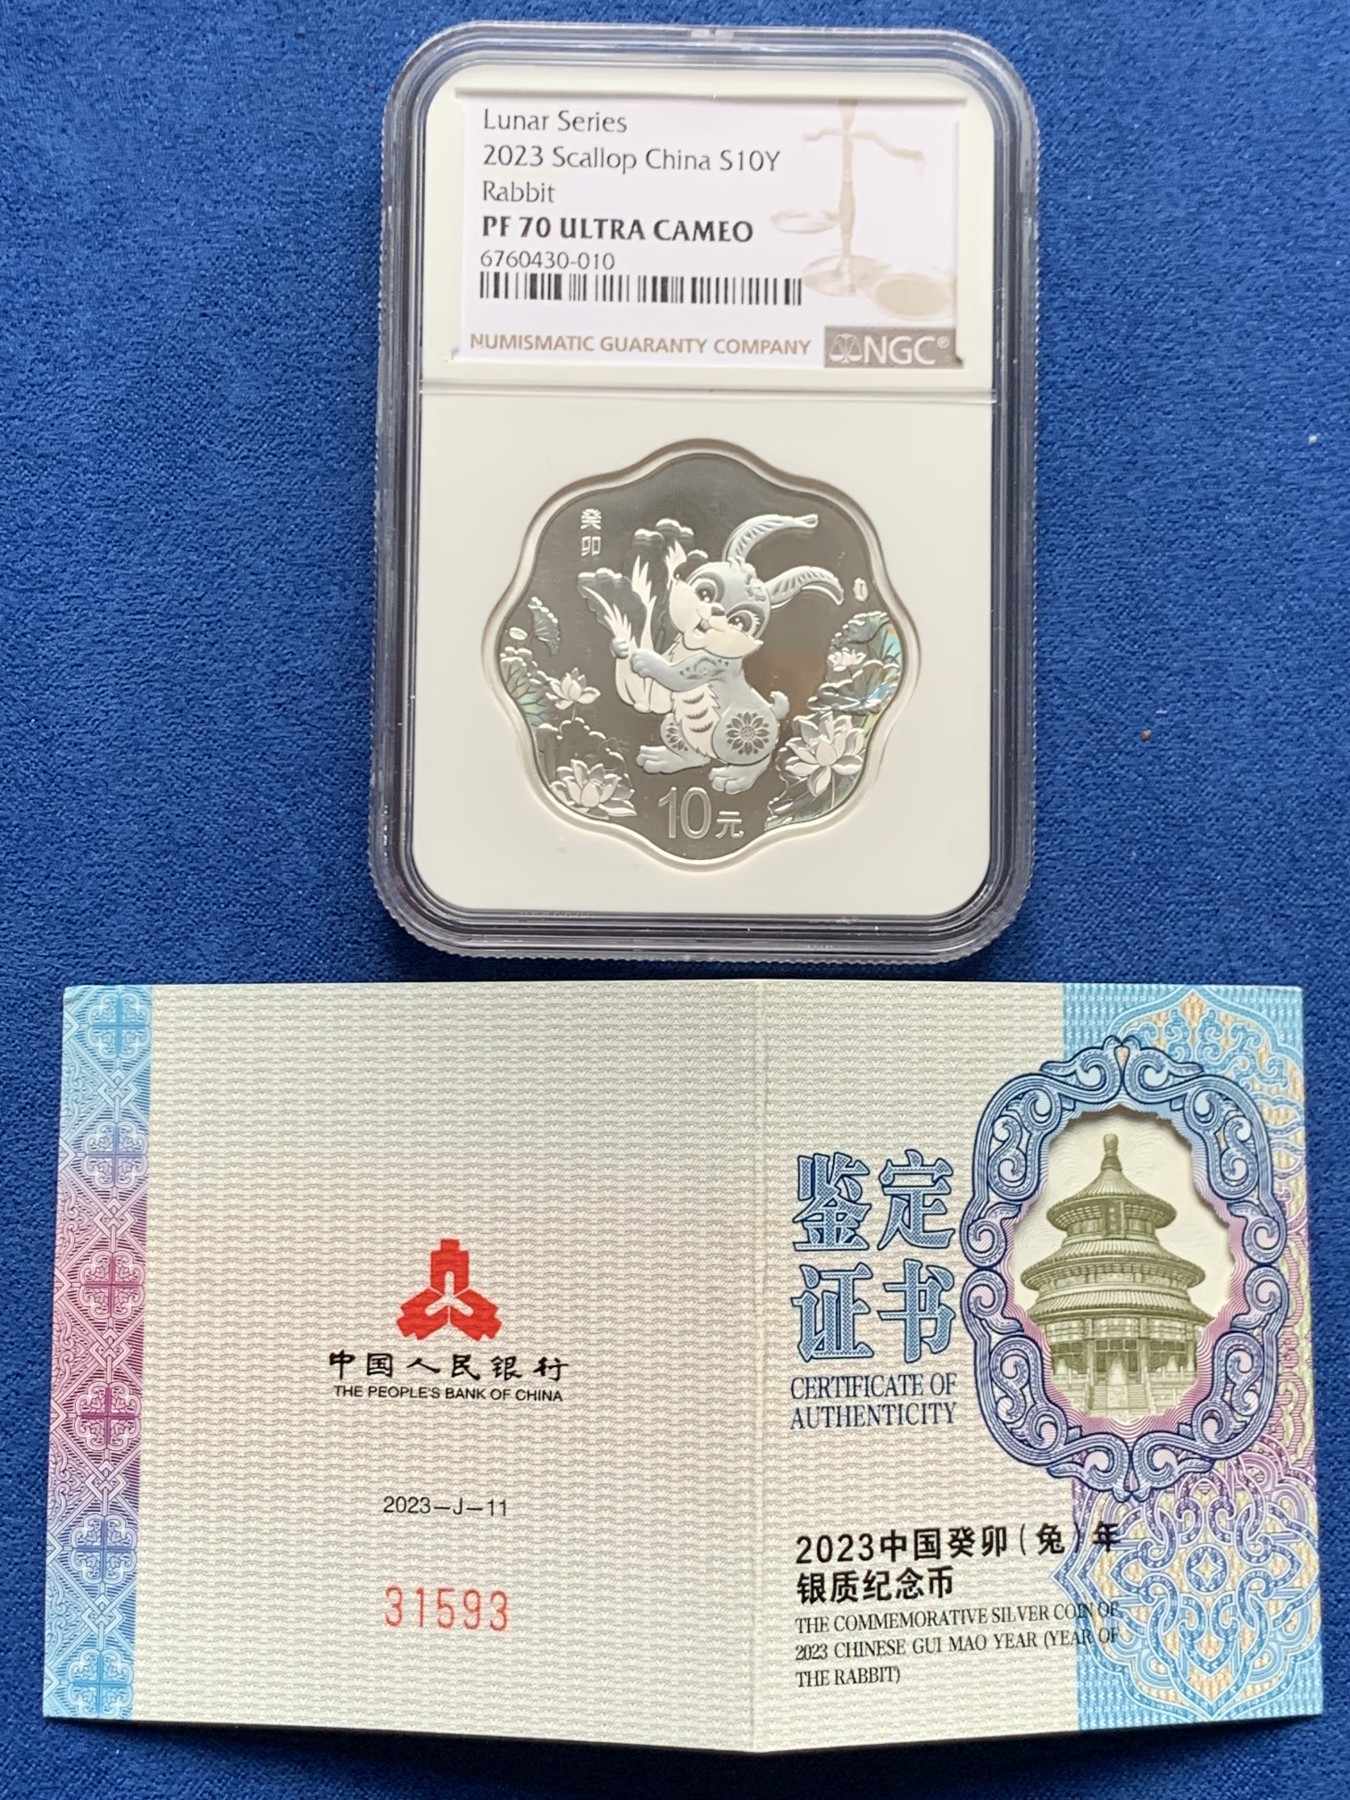 Lunar Series
2023 Scallop China S10Y
Rabbit
PF 70 ULTRA CAMEO
6760430-010
NUMISMATIC GUARANTY COMPANY
NGC®
癸
卯
10元
中国人民银行
THE PEOPLE'S BANK OF CHINA
2023-J-11
31593
鉴定
证书
CERTIFICATE OF
AUTHENTICITY
2023中国癸卯(兔)年
银质纪念币
THE COMMEMORATIVE SILVER COIN OF
2023 CHINESE GUI MAO YEAR (YEAR OF
THE RABBIT)